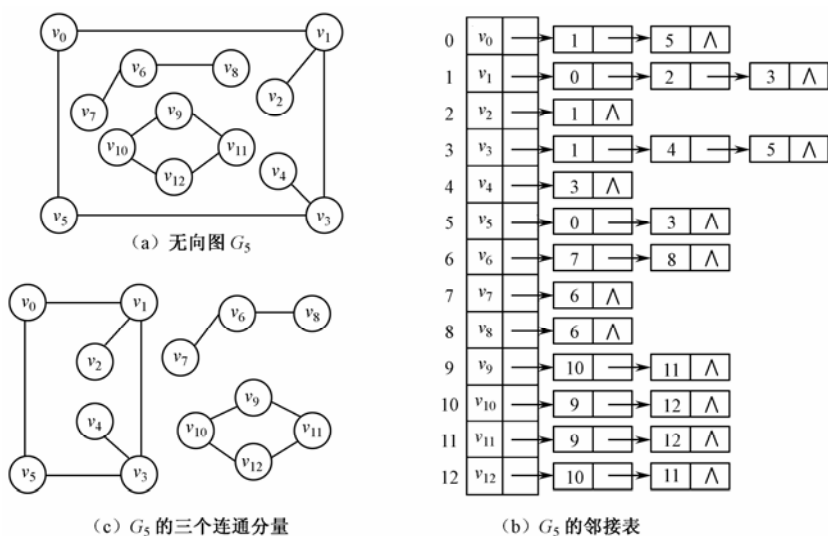 v0 v1
v6 v8
v7 v2
v9
v10 v11
v12 v4
v5 v3
(a) 无向图 G5
v0 v1
v6 v8
v2 v7
v9
v4 v10 v11
v12
v5 v3
(c) G5 的三个连通分量
0 v0 1 5 ∧
1 v1 0 2 3 ∧
2 v2 1 ∧
3 v3 1 4 5 ∧
4 v4 3 ∧
5 v5 0 3 ∧
6 v6 7 8 ∧
7 v7 6 ∧
8 v8 6 ∧
9 v9 10 11 ∧
10 v10 9 12 ∧
11 v11 9 12 ∧
12 v12 10 11 ∧
(b) G5 的邻接表